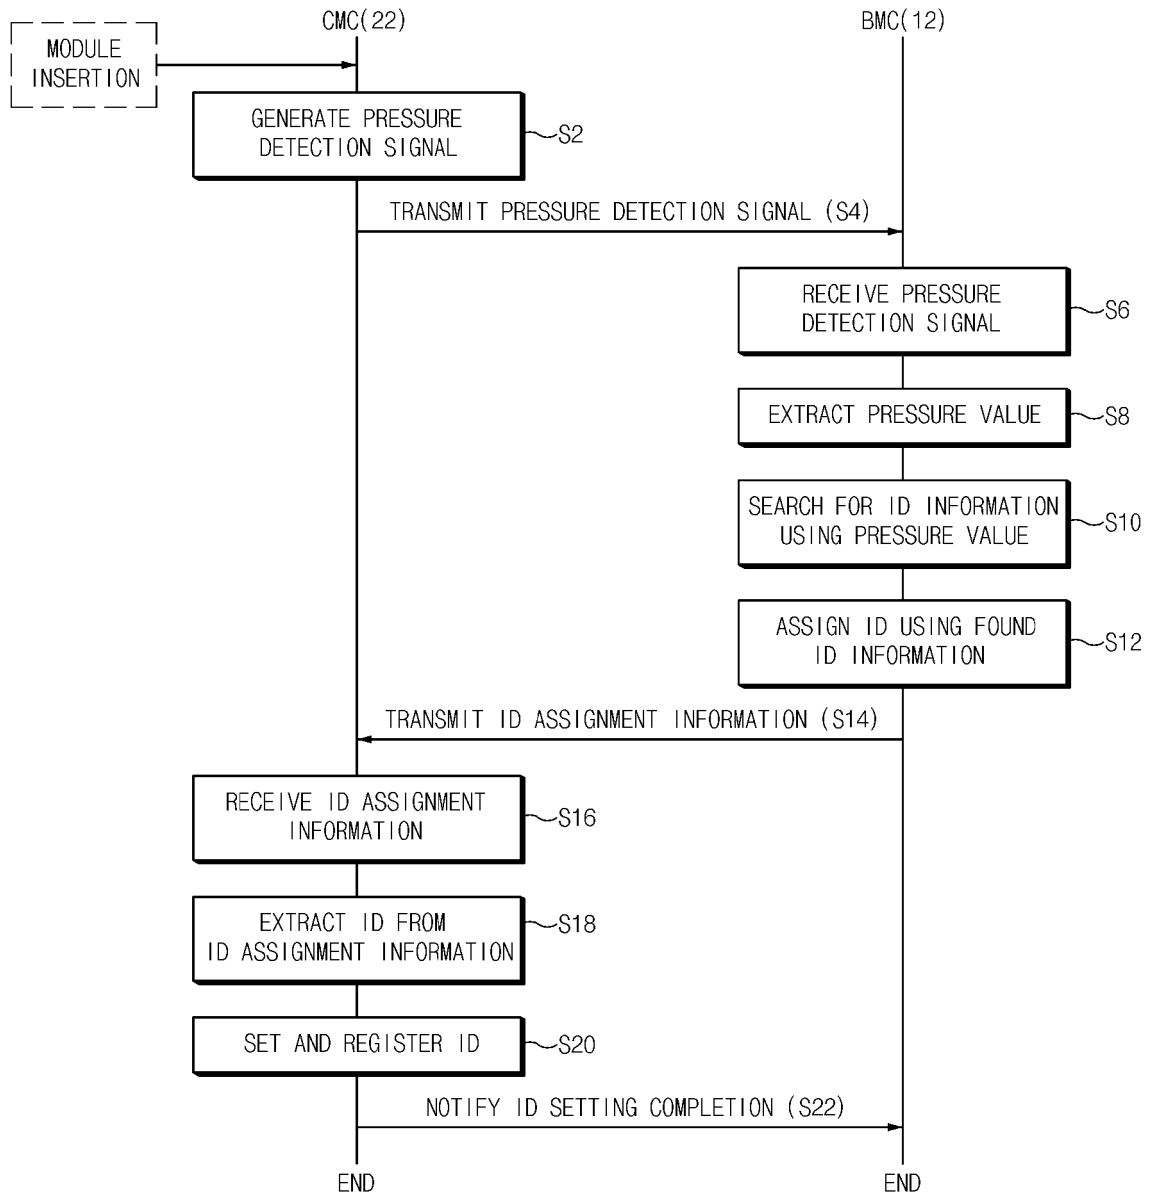 CMC(22)
BMC(12)
MODULE
INSERTION
GENERATE PRESSURE
DETECTION SIGNAL
S2
TRANSMIT PRESSURE DETECTION SIGNAL (S4)
RECEIVE PRESSURE
DETECTION SIGNAL
S6
EXTRACT PRESSURE VALUE
S8
SEARCH FOR ID INFORMATION
USING PRESSURE VALUE
S10
ASSIGN ID USING FOUND
ID INFORMATION
S12
TRANSMIT ID ASSIGNMENT INFORMATION (S14)
RECEIVE ID ASSIGNMENT
INFORMATION
S16
EXTRACT ID FROM
ID ASSIGNMENT INFORMATION
S18
SET AND REGISTER ID
S20
NOTIFY ID SETTING COMPLETION (S22)
END
END